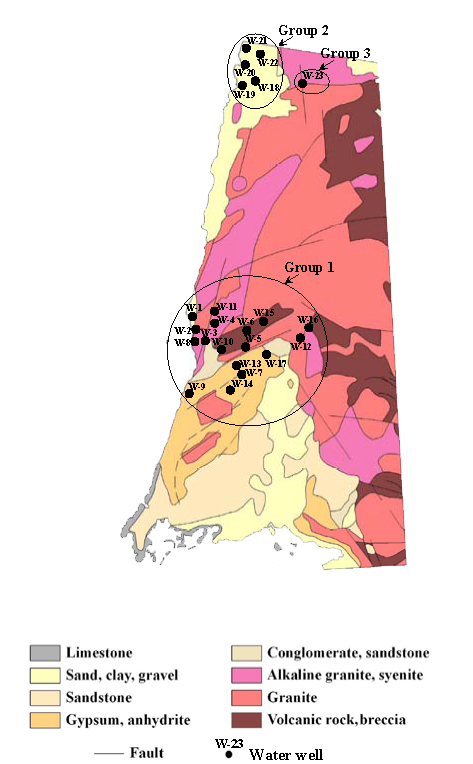 Group 2
W-21
W-22
Group 3
W-20
W-23
W-18
W-19
Group 1
W-11
W-15
W-1
W-4
W-6
W-16
W-2
W-3
W-8
W-10
W-5
W-12
W-17
W-13
W-7
W-9
W-14
Limestone
Conglomerate, sandstone
Sand, clay, gravel
Alkaline granite, syenite
Sandstone
Granite
Gypsum, anhydrite
Volcanic rock, breccia
Fault
W-23
Water well